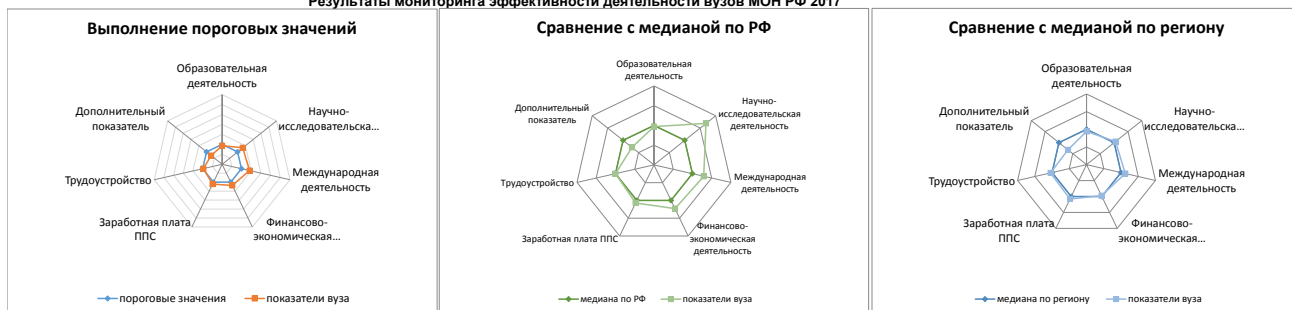 Результаты мониторинга эффективности деятельности вузов МОН РФ 2017
Выполнение пороговых значений
Образовательная
деятельность
Научно-
исследовательска...
Международная
деятельность
Финансово-
экономическая...
Заработная плата
ППС
Трудоустройство
Дополнительный
показатель
пороговые значения
показатели вуза
Сравнение с медианой по РФ
Образовательная
деятельность
Научно-
исследовательская
деятельность
Международная
деятельность
Финансово-
экономическая
деятельность
Заработная плата ППС
Трудоустройство
Дополнительный
показатель
медиана по РФ
показатели вуза
Сравнение с медианой по региону
Образовательная
деятельность
Научно-
исследовательска...
Международная
деятельность
Финансово-
экономическая...
Заработная плата
ППС
Трудоустройство
Дополнительный
показатель
медиана по региону
показатели вуза